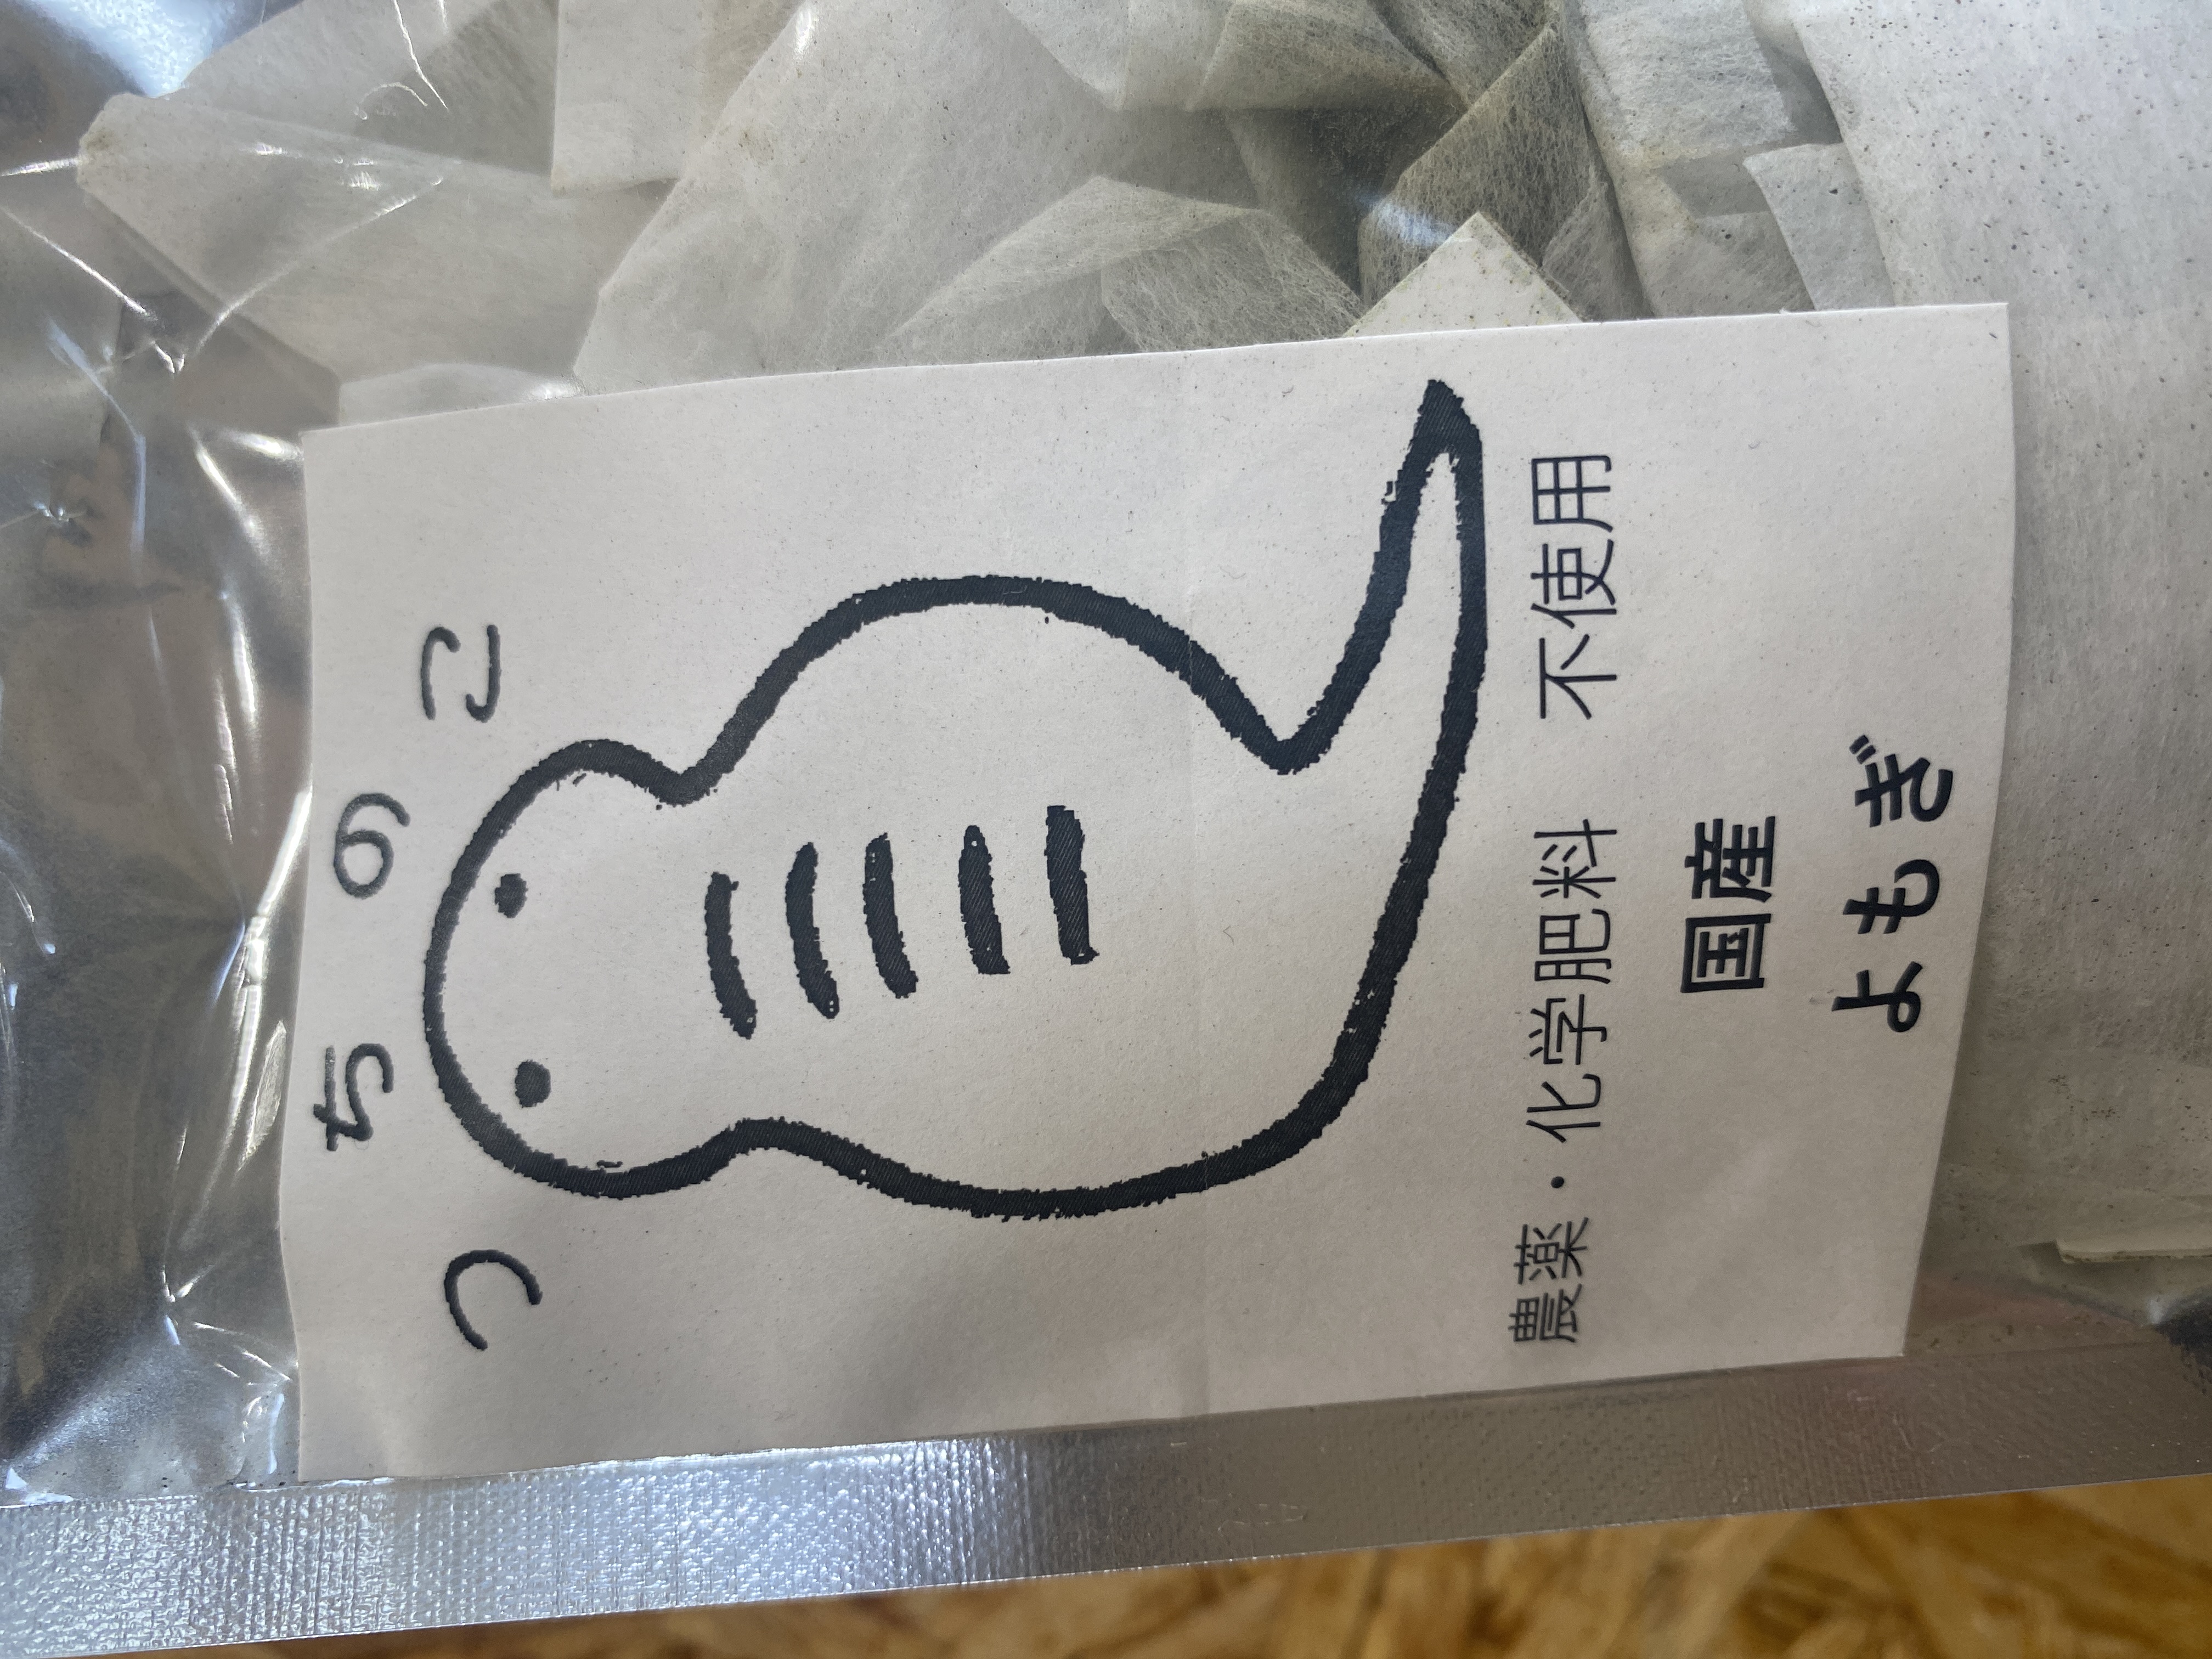 つちのこ
農薬・化学肥料　不使用
国産
よもぎ